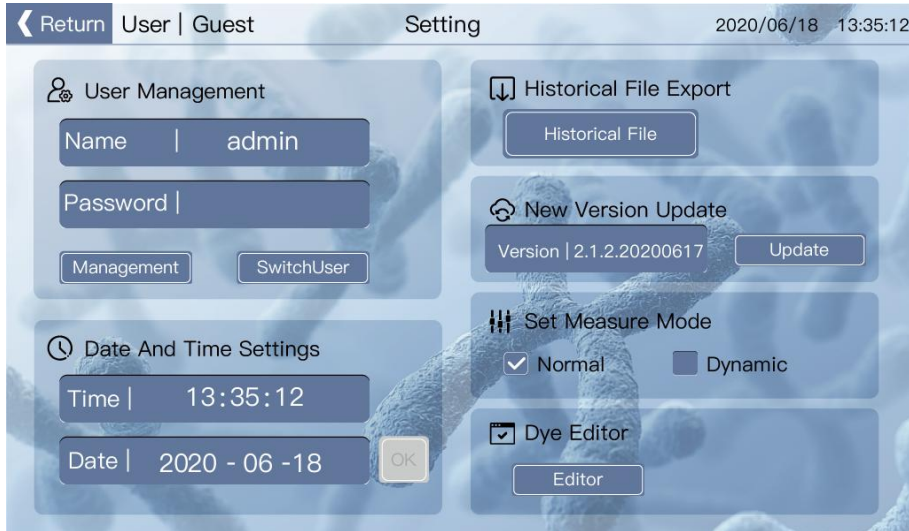 Return User | Guest Setting 2020/06/18 13:35:12
User Management
Name | admin
Password |
Management SwitchUser
Date And Time Settings
Time | 13:35:12
Date | 2020 - 06 -18 OK
Historical File Export
Historical File
New Version Update
Version | 2.1.2.20200617 Update
Set Measure Mode
Normal Dynamic
Dye Editor
Editor